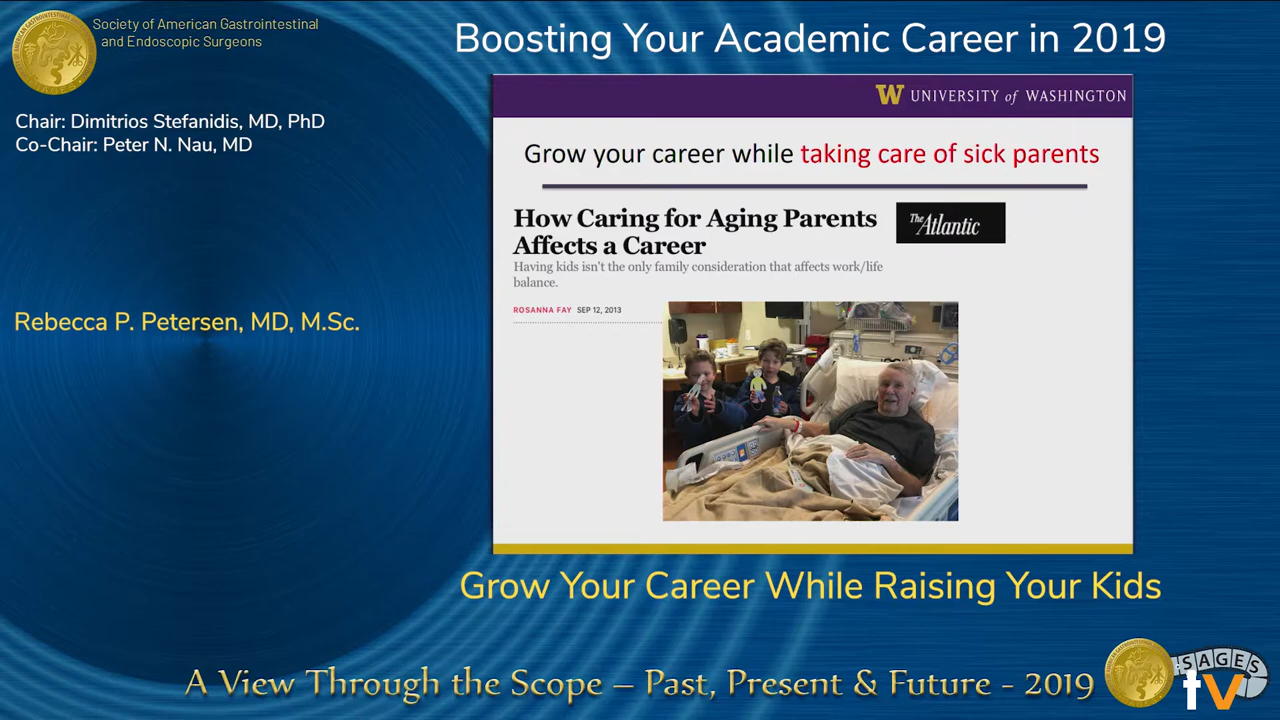 Society of American Gastrointestinal
and Endoscopic Surgeons
Boosting Your Academic Career in 2019
Chair: Dimitrios Stefanidis, MD, PhD
Co-Chair: Peter N. Nau, MD
Rebecca P. Petersen, MD, M.Sc.
W UNIVERSITY of WASHINGTON
Grow your career while taking care of sick parents
How Caring for Aging Parents
Affects a Career
The Atlantic
Having kids isn't the only family consideration that affects work/life
balance.
ROSANNA FAY SEP 12, 2013
Grow Your Career While Raising Your Kids
A View Through the Scope – Past, Present & Future - 2019
SAGES
tv